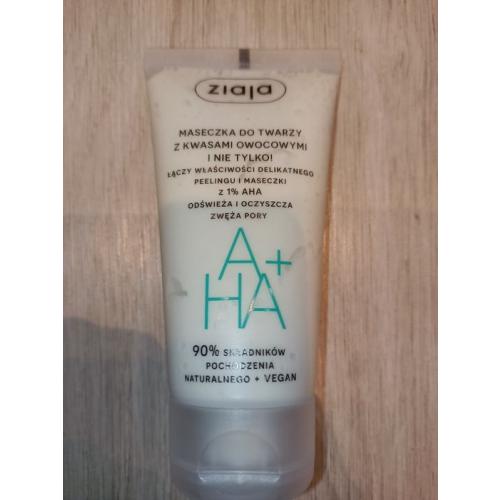 ziaja
MASECZKA DO TWARZY
Z KWASAMI OWOCOWYMI
I NIE TYLKO!
ŁĄCZY WŁAŚCIWOŚCI DELIKATNEGO
PEELINGU I MASECZKI
z 1% AHA
ODŚWIEŻA I OCZYSZCZA
ZWĘŻA PORY
A+
HA
90% SKŁADNIKÓW
POCHODZENIA
NATURALNEGO + VEGAN